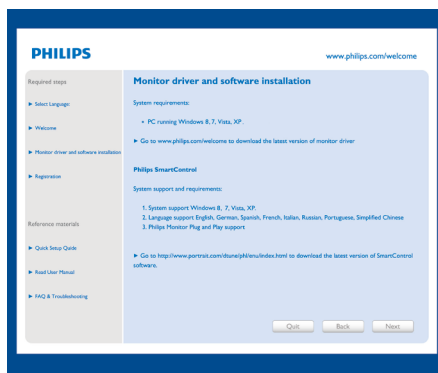 PHILIPS
www.philips.com/welcome
Required steps
► Select Language:
► Welcome
► Monitor driver and software installation
► Registration
Reference materials
► Quick Setup Quide
► Read User Manual
► FAQ & Troubleshooting
Monitor driver and software installation
System requirements:
• PC running Windows 8, 7, Vista, XP.
► Go to www.philips.com/welcome to download the latest version of monitor driver
Philips SmartControl
System support and requirements:
1. System support Windows 8, 7, Vista, XP.
2. Language support English, German, Spanish, French, Italian, Russian, Portuguese, Simplified Chinese
3. Philips Monitor Plug and Play support
► Go to http://www.portrait.com/dtune/phl/enu/index.html to download the latest version of SmartControl
software.
Quit
Back
Next